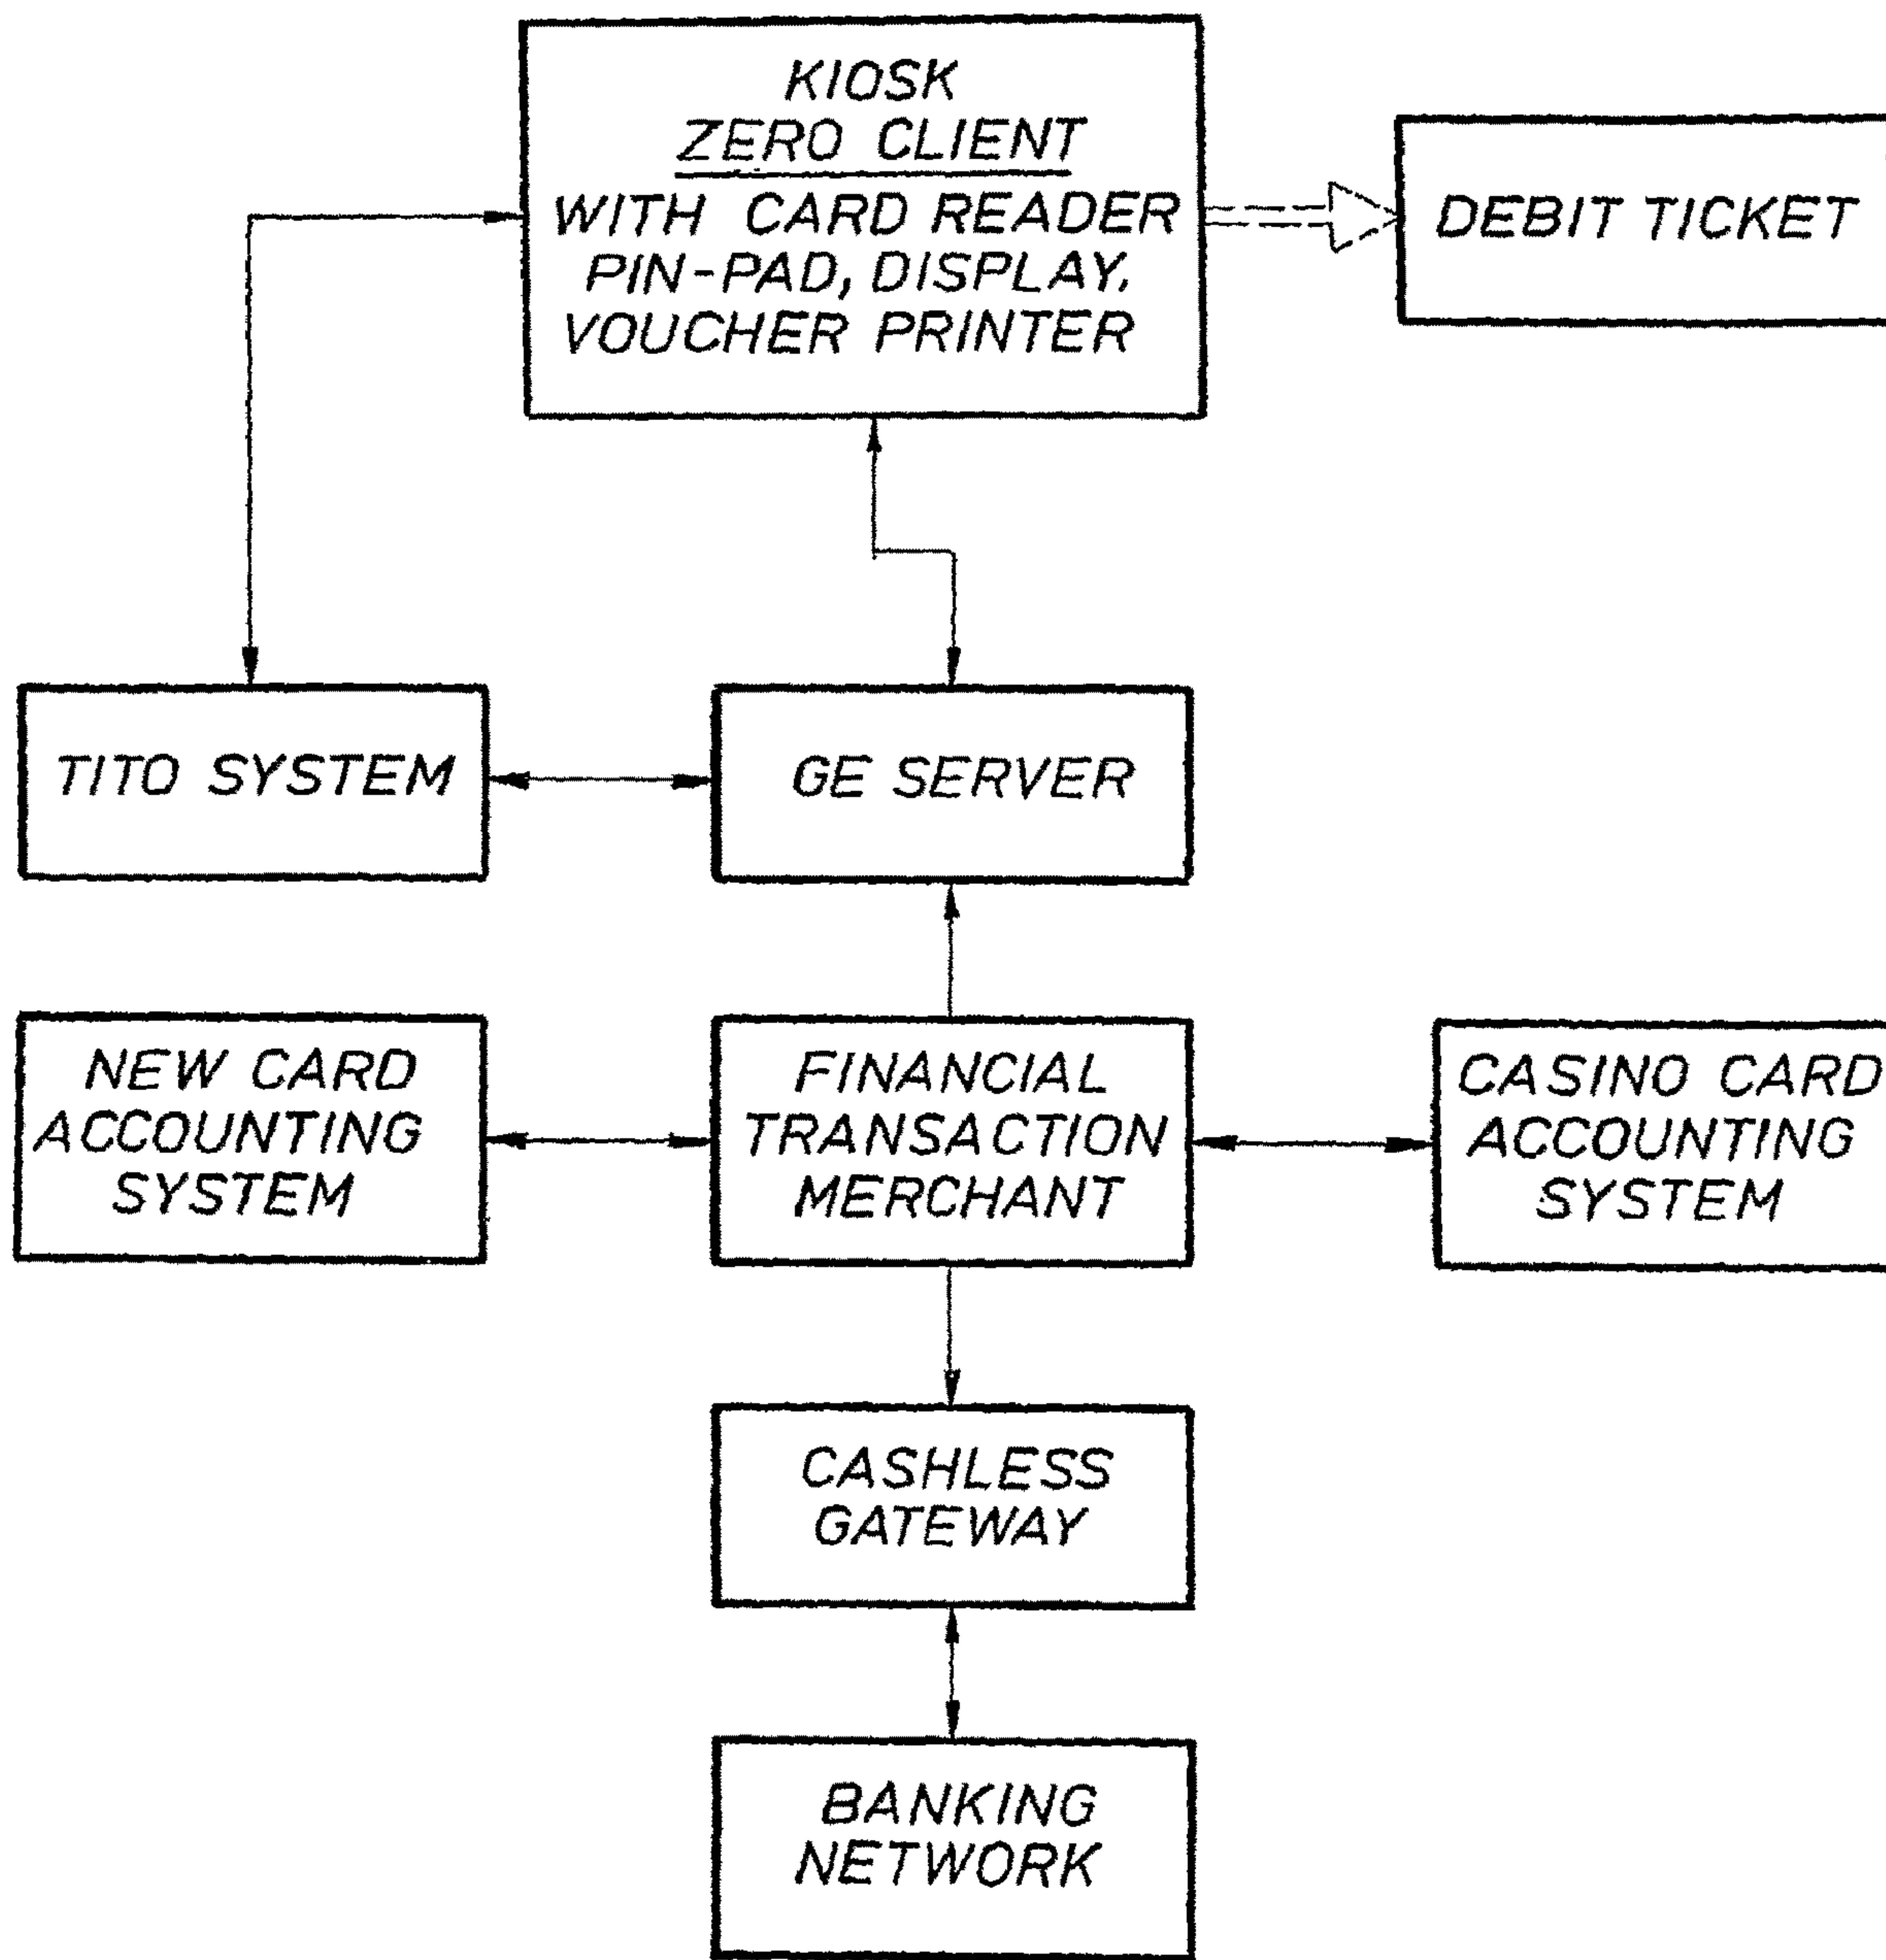 KIOSK
ZERO CLIENT
WITH CARD READER
PIN-PAD, DISPLAY,
VOUCHER PRINTER
DEBIT TICKET
TITO SYSTEM
GE SERVER
NEW CARD
ACCOUNTING
SYSTEM
FINANCIAL
TRANSACTION
MERCHANT
CASINO CARD
ACCOUNTING
SYSTEM
CASHLESS
GATEWAY
BANKING
NETWORK